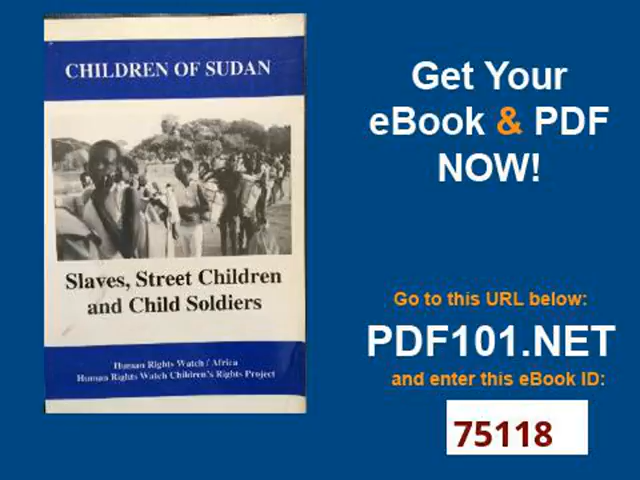 CHILDREN OF SUDAN
Slaves, Street Children
and Child Soldiers
Human Rights Watch / Africa
Human Rights Watch Children's Rights Project
Get Your
eBook & PDF
NOW!
Go to this URL below:
PDF101.NET
and enter this eBook ID:
75118